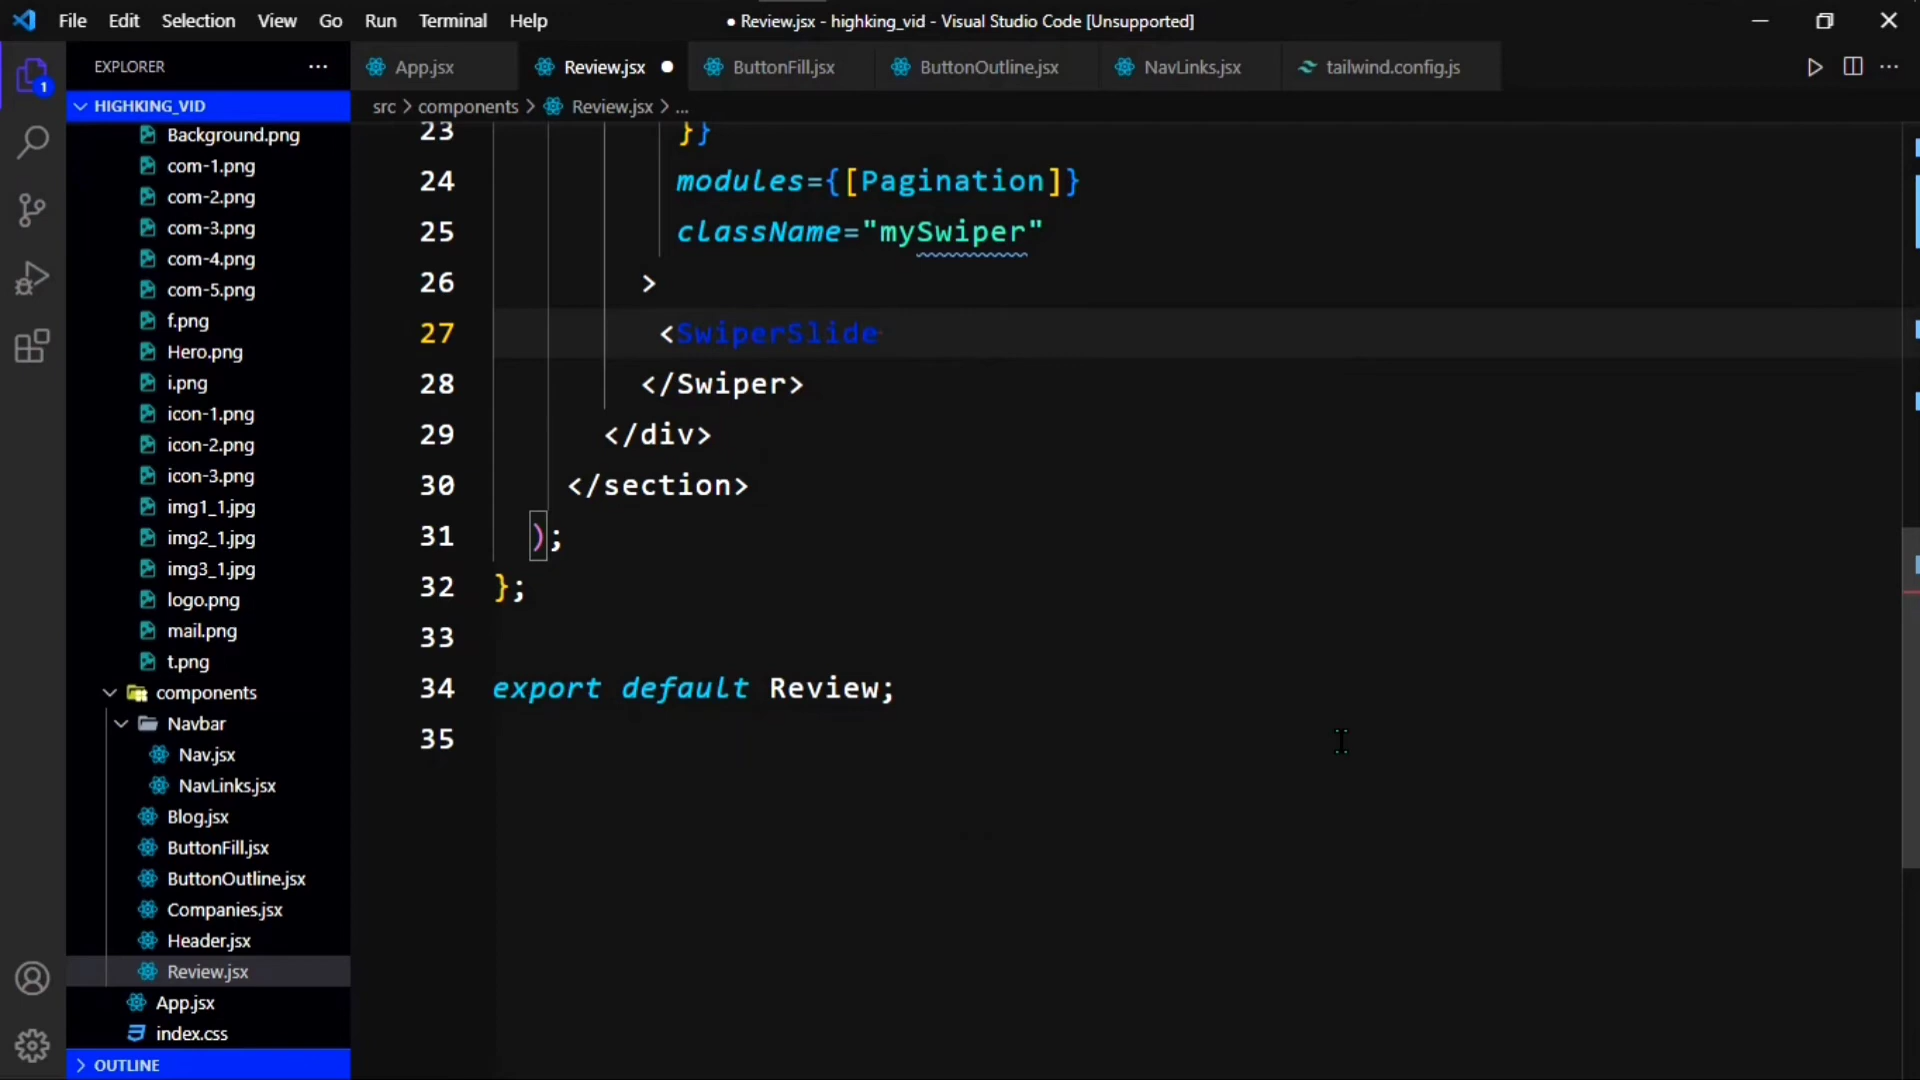 File Edit Selection View Go Run Terminal Help
● Review.jsx - highking_vid - Visual Studio Code [Unsupported]
EXPLORER
App.jsx
Review.jsx
ButtonFill.jsx
ButtonOutline.jsx
NavLinks.jsx
tailwind.config.js
1
HIGHKING_VID
src > components > Review.jsx > ...
Background.png
com-1.png
com-2.png
com-3.png
com-4.png
com-5.png
f.png
Hero.png
i.png
icon-1.png
icon-2.png
icon-3.png
img1_1.jpg
img2_1.jpg
img3_1.jpg
logo.png
mail.png
t.png
components
Navbar
Nav.jsx
NavLinks.jsx
Blog.jsx
ButtonFill.jsx
ButtonOutline.jsx
Companies.jsx
Header.jsx
Review.jsx
App.jsx
index.css
OUTLINE
23 }}
24 modules={[Pagination]}
25 className="mySwiper"
26 >
27 <SwiperSlide
28 </Swiper>
29 </div>
30 </section>
31 );
32 };
33
34 export default Review;
35